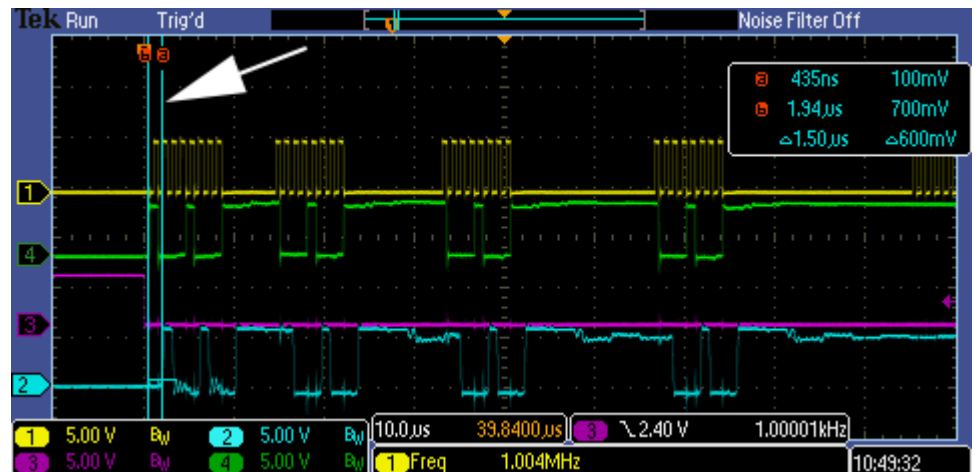 Tek Run Trig'd Noise Filter Off
b a
a 435ns 100mV
b 1.94µs 700mV
△1.50µs △600mV
1
4
3
2
1 5.00 V BW 2 5.00 V BW 10.0µs 39.8400µs 3 \ 2.40 V 1.00001kHz
3 5.00 V BW 4 5.00 V BW 1 Freq 1.004MHz 10:49:32